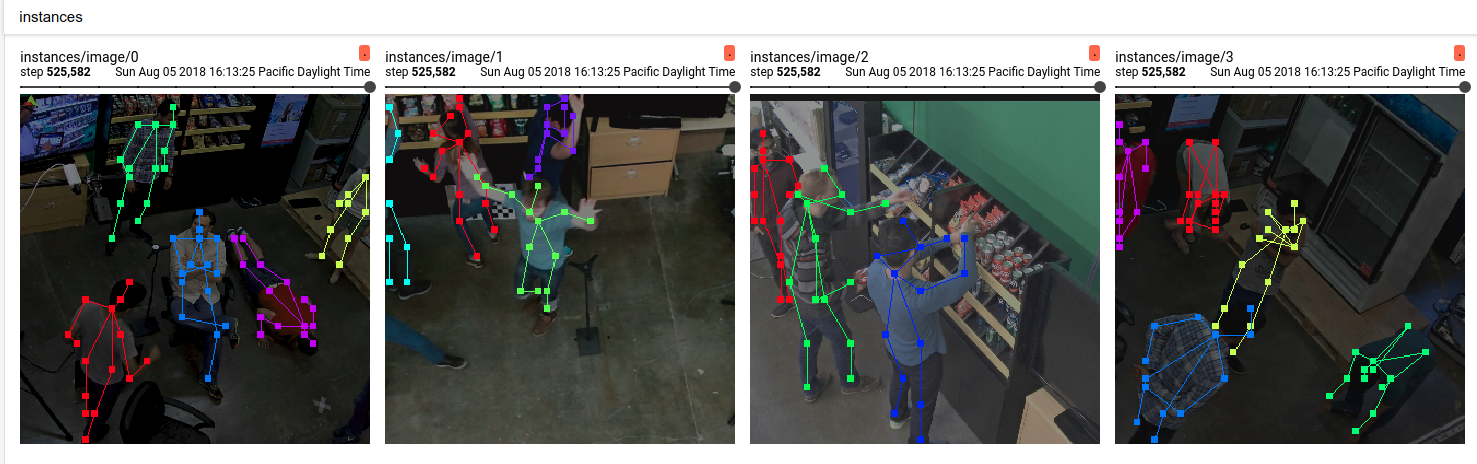 instances
instances/image/0
step 525,582 Sun Aug 05 2018 16:13:25 Pacific Daylight Time
instances/image/1
step 525,582 Sun Aug 05 2018 16:13:25 Pacific Daylight Time
instances/image/2
step 525,582 Sun Aug 05 2018 16:13:25 Pacific Daylight Time
instances/image/3
step 525,582 Sun Aug 05 2018 16:13:25 Pacific Daylight Time